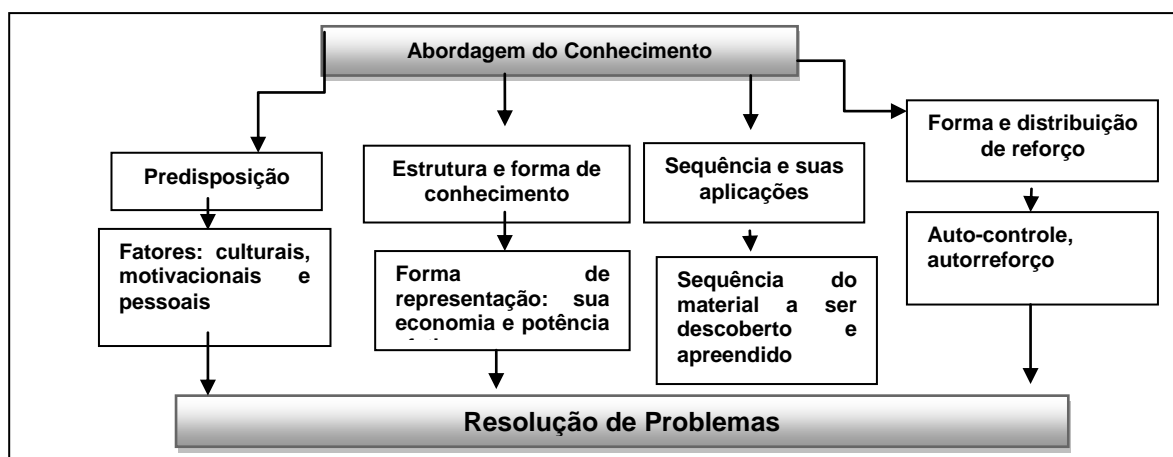 Abordagem do Conhecimento
Forma e distribuição
de reforço
Predisposição
Estrutura e forma de
conhecimento
Sequência e suas
aplicações
Fatores: culturais,
motivacionais e
pessoais
Forma de
representação: sua
economia e potência
Sequência do
material a ser
descoberto e
apreendido
Auto-controle,
autorreforço
Resolução de Problemas